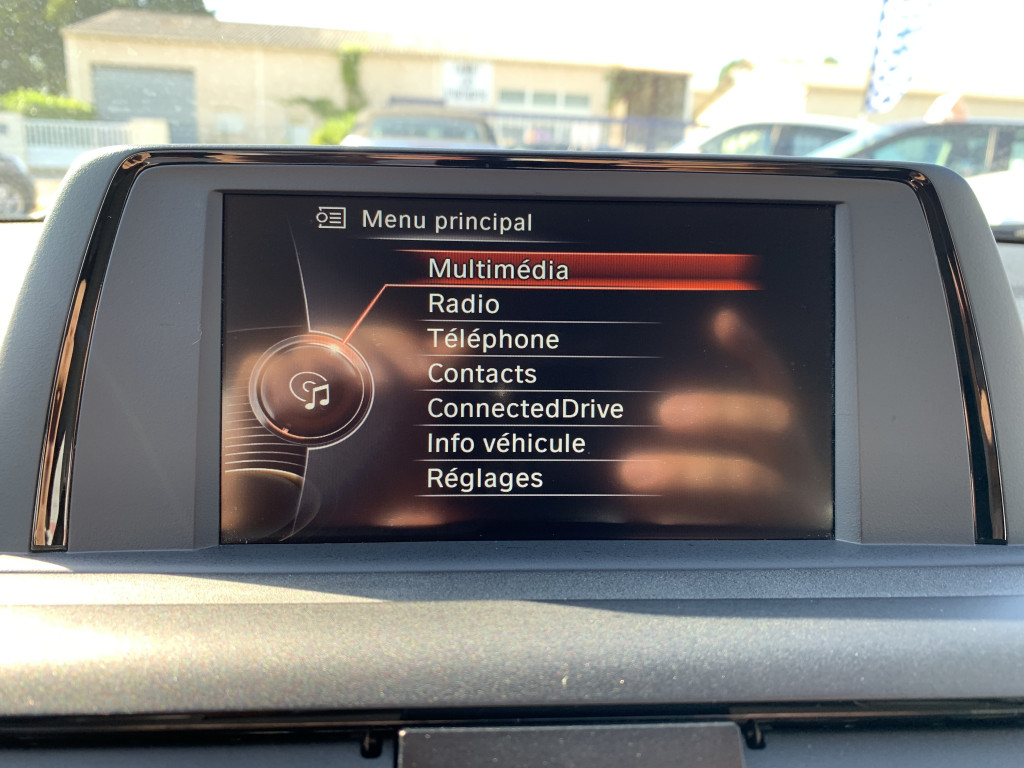 Menu principal
Multimédia
Radio
Téléphone
Contacts
ConnectedDrive
Info véhicule
Réglages